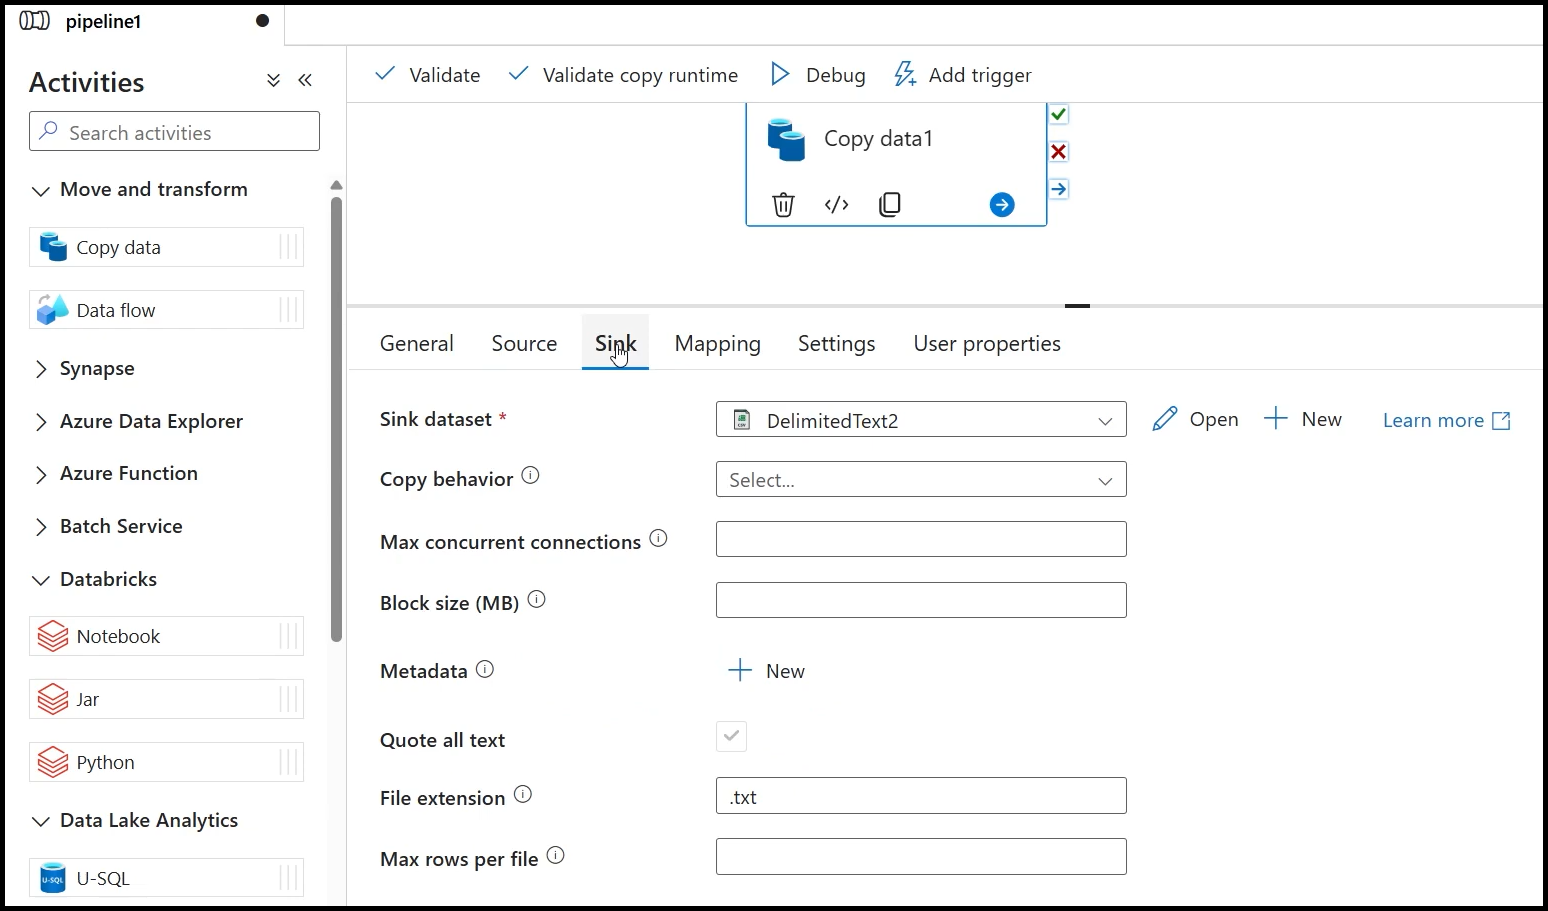 pipeline1
Activities
Search activities
Move and transform
Copy data
Data flow
Synapse
Azure Data Explorer
Azure Function
Batch Service
Databricks
Notebook
Jar
Python
Data Lake Analytics
U-SQL
U-SQL
Validate
Validate copy runtime
Debug
Add trigger
Copy data1
General
Source
Sink
Mapping
Settings
User properties
Sink dataset *
DelimitedText2
Open
New
Learn more
Copy behavior
Select...
Max concurrent connections
Block size (MB)
Metadata
New
Quote all text
File extension
.txt
Max rows per file